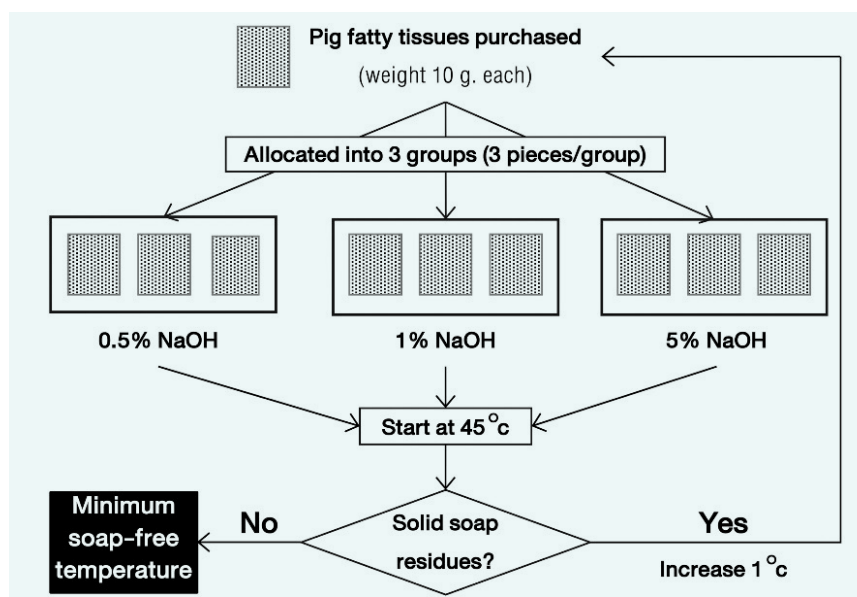 Pig fatty tissues purchased
(weight 10 g. each)
Allocated into 3 groups (3 pieces/group)
0.5% NaOH
1% NaOH
5% NaOH
Start at 45°c
Solid soap
residues?
No
Yes
Increase 1°c
Minimum
soap-free
temperature